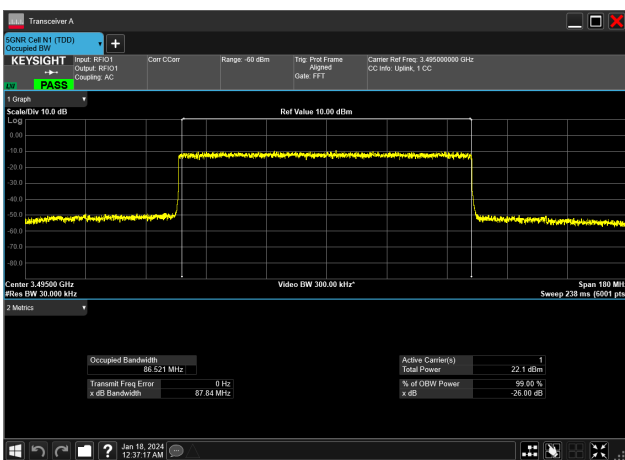 Transceiver A
5GNR Cell N1 (TDD)
Occupied BW
KEYSIGHT
PASS
Input: RFIO1
Output: RFIO1
Coupling: AC
Corr CCorr
Range: -60 dBm
Trig: Prot Frame
Aligned
Gate: FFT
Carrier Ref Freq: 3.495000000 GHz
CC Info: Uplink, 1 CC
1 Graph
Scale/Div 10.0 dB
Ref Value 10.00 dBm
Log
0.00
-10.0
-20.0
-30.0
-40.0
-50.0
-60.0
-70.0
-80.0
Center 3.49500 GHz
Video BW 300.00 kHz*
Span 180 MHz
#Res BW 30.000 kHz
Sweep 238 ms (6001 pts
2 Metrics
Occupied Bandwidth
86.521 MHz
Transmit Freq Error 0 Hz
x dB Bandwidth 87.84 MHz
Active Carrier(s) 1
Total Power 22.1 dBm
% of OBW Power 99.00 %
x dB -26.00 dB
?
Jan 18, 2024
12:37:17 AM